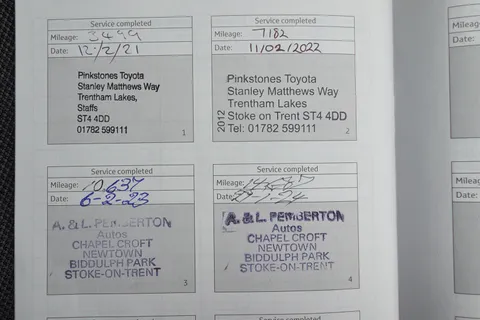 Service completed
Mileage: 3499
Date: 12/2/21
Pinkstones Toyota
Stanley Matthews Way
Trentham Lakes,
Staffs
ST4 4DD
01782 599111
1
Service completed
Mileage: 7182
Date: 11/02/2022
Pinkstones Toyota
Stanley Matthews Way
Trentham Lakes
Stoke on Trent ST4 4DD
Tel: 01782 599111
2012
2
Service completed
Mileage: 10,637
Date: 6-2-23
A. & L. PEMBERTON
Autos
CHAPEL CROFT
NEWTOWN
BIDDULPH PARK
STOKE-ON-TRENT
3
Service completed
Mileage:
Date:
A. & L. PEMBERTON
Autos
CHAPEL CROFT
NEWTOWN
BIDDULPH PARK
STOKE-ON-TRENT
4
Mileag
Date:
Mileag
Date: